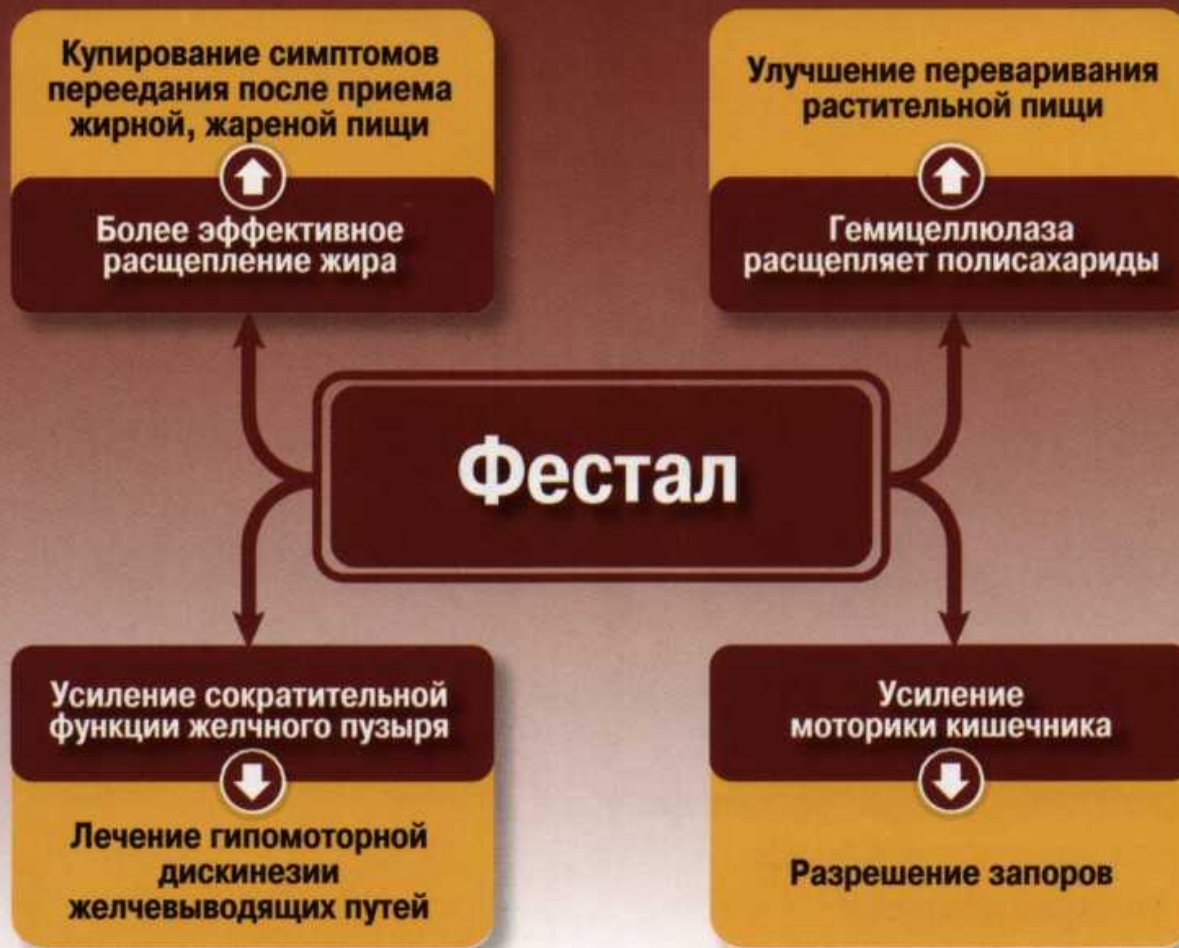 Купирование симптомов
переедания после приема
жирной, жареной пищи
Более эффективное
расщепление жира
Улучшение переваривания
растительной пищи
Гемицеллюлаза
расщепляет полисахариды
Фестал
Усиление сократительной
функции желчного пузыря
Лечение гипомоторной
дискинезии
желчевыводящих путей
Усиление
моторики кишечника
Разрешение запоров